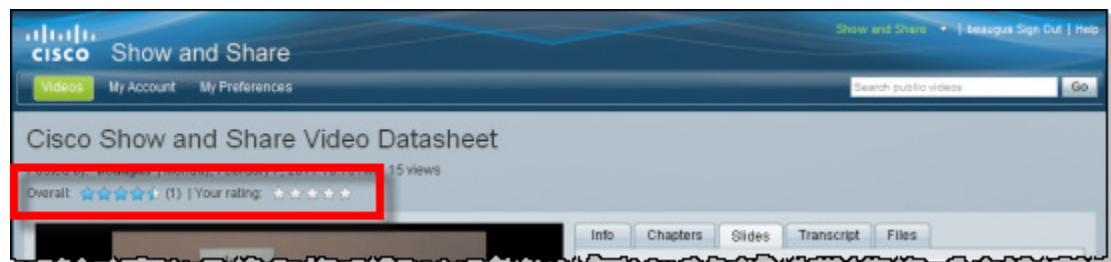 Show and Share | beaugus Sign Out | Help
CISCO Show and Share
Videos My Account My Preferences
Search public videos Go
Cisco Show and Share Video Datasheet
15 views
Overall: (1) | Your rating:
Info Chapters Slides Transcript Files